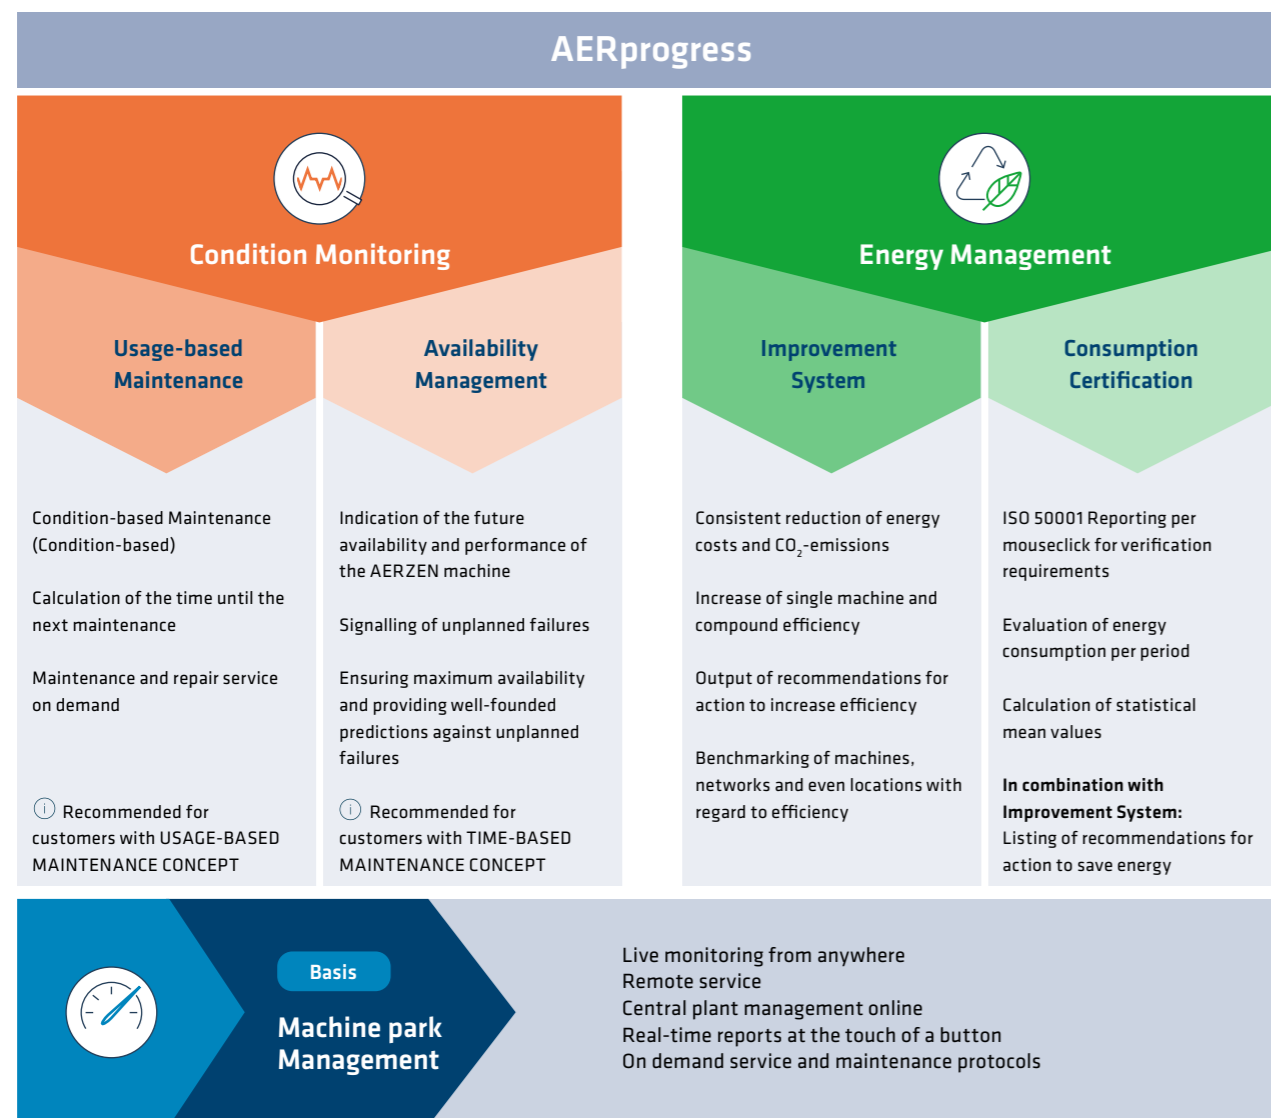 AERprogress
Condition Monitoring
Usage-based
Maintenance
Condition-based Maintenance
(Condition-based)
Calculation of the time until the
next maintenance
Maintenance and repair service
on demand
i Recommended for
customers with USAGE-BASED
MAINTENANCE CONCEPT
Availability
Management
Indication of the future
availability and performance of
the AERZEN machine
Signalling of unplanned failures
Ensuring maximum availability
and providing well-founded
predictions against unplanned
failures
i Recommended for
customers with TIME-BASED
MAINTENANCE CONCEPT
Energy Management
Improvement
System
Consistent reduction of energy
costs and CO₂-emissions
Increase of single machine and
compound efficiency
Output of recommendations for
action to increase efficiency
Benchmarking of machines,
networks and even locations with
regard to efficiency
Consumption
Certification
ISO 50001 Reporting per
mouseclick for verification
requirements
Evaluation of energy
consumption per period
Calculation of statistical
mean values
In combination with
Improvement System:
Listing of recommendations for
action to save energy
Basis
Machine park
Management
Live monitoring from anywhere
Remote service
Central plant management online
Real-time reports at the touch of a button
On demand service and maintenance protocols